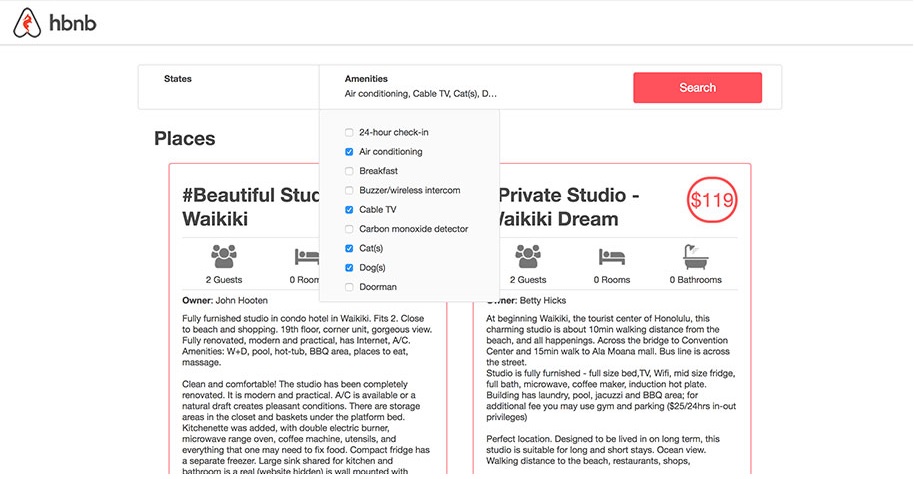 hbnb
States
Amenities
Air conditioning, Cable TV, Cat(s), D...
Search
24-hour check-in
Air conditioning
Breakfast
Buzzer/wireless intercom
Cable TV
Carbon monoxide detector
Cat(s)
Dog(s)
Doorman
Places
#Beautiful Stud
Waikiki
2 Guests
0 Room
Owner: John Hooten
Fully furnished studio in condo hotel in Waikiki. Fits 2. Close
to beach and shopping. 19th floor, corner unit, gorgeous view.
Fully renovated, modern and practical, has Internet, A/C.
Amenities: W+D, pool, hot-tub, BBQ area, places to eat,
massage.
Clean and comfortable! The studio has been completely
renovated. It is modern and practical. A/C is available or a
natural draft creates pleasant conditions. There are storage
areas in the closet and baskets under the platform bed.
Kitchenette was added, with double electric burner,
microwave range oven, coffee machine, utensils, and
everything that one may need to fix food. Compact fridge has
a separate freezer. Large sink shared for kitchen and
bathroom is a real (website hidden) is wall mounted with
Private Studio -
Waikiki Dream
$119
2 Guests
0 Rooms
0 Bathrooms
Owner: Betty Hicks
At beginning Waikiki, the tourist center of Honolulu, this
charming studio is about 10min walking distance from the
beach, and all happenings. Across the bridge to Convention
Center and 15min walk to Ala Moana mall. Bus line is across
the street.
Studio is fully furnished - full size bed,TV, Wifi, mid size fridge,
full bath, microwave, coffee maker, induction hot plate.
Building has laundry, pool, jacuzzi and BBQ area; for
additional fee you may use gym and parking ($25/24hrs in-out
privileges)
Perfect location. Designed to be lived in on long term, this
studio is suitable for long and short stays. Ocean view.
Walking distance to the beach, restaurants, shops,